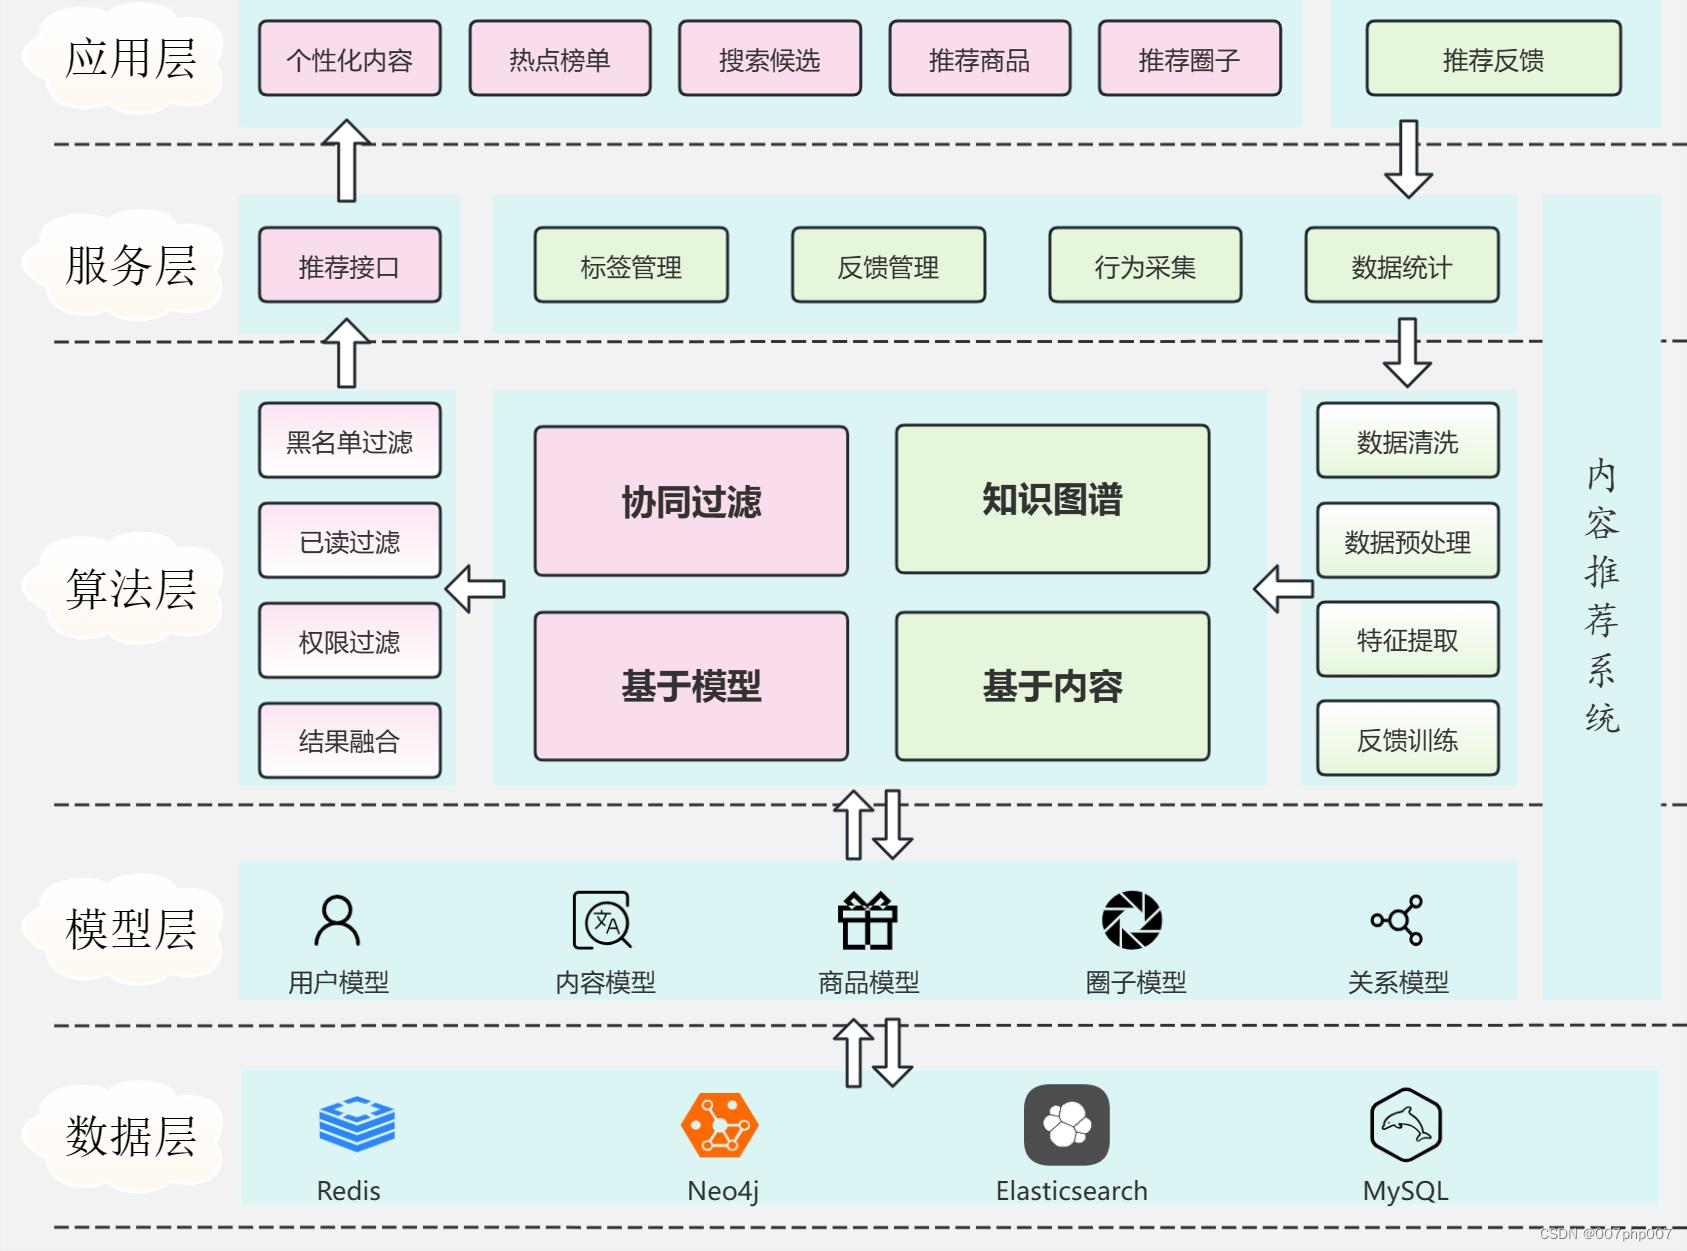 应用层
个性化内容
热点榜单
搜索候选
推荐商品
推荐圈子
推荐反馈
服务层
推荐接口
标签管理
反馈管理
行为采集
数据统计
算法层
黑名单过滤
已读过滤
权限过滤
结果融合
协同过滤
知识图谱
基于模型
基于内容
数据清洗
数据预处理
特征提取
反馈训练
内容推荐系统
模型层
用户模型
文A
内容模型
商品模型
圈子模型
关系模型
数据层
Redis
Neo4j
Elasticsearch
MySQL
CSDN @007php007